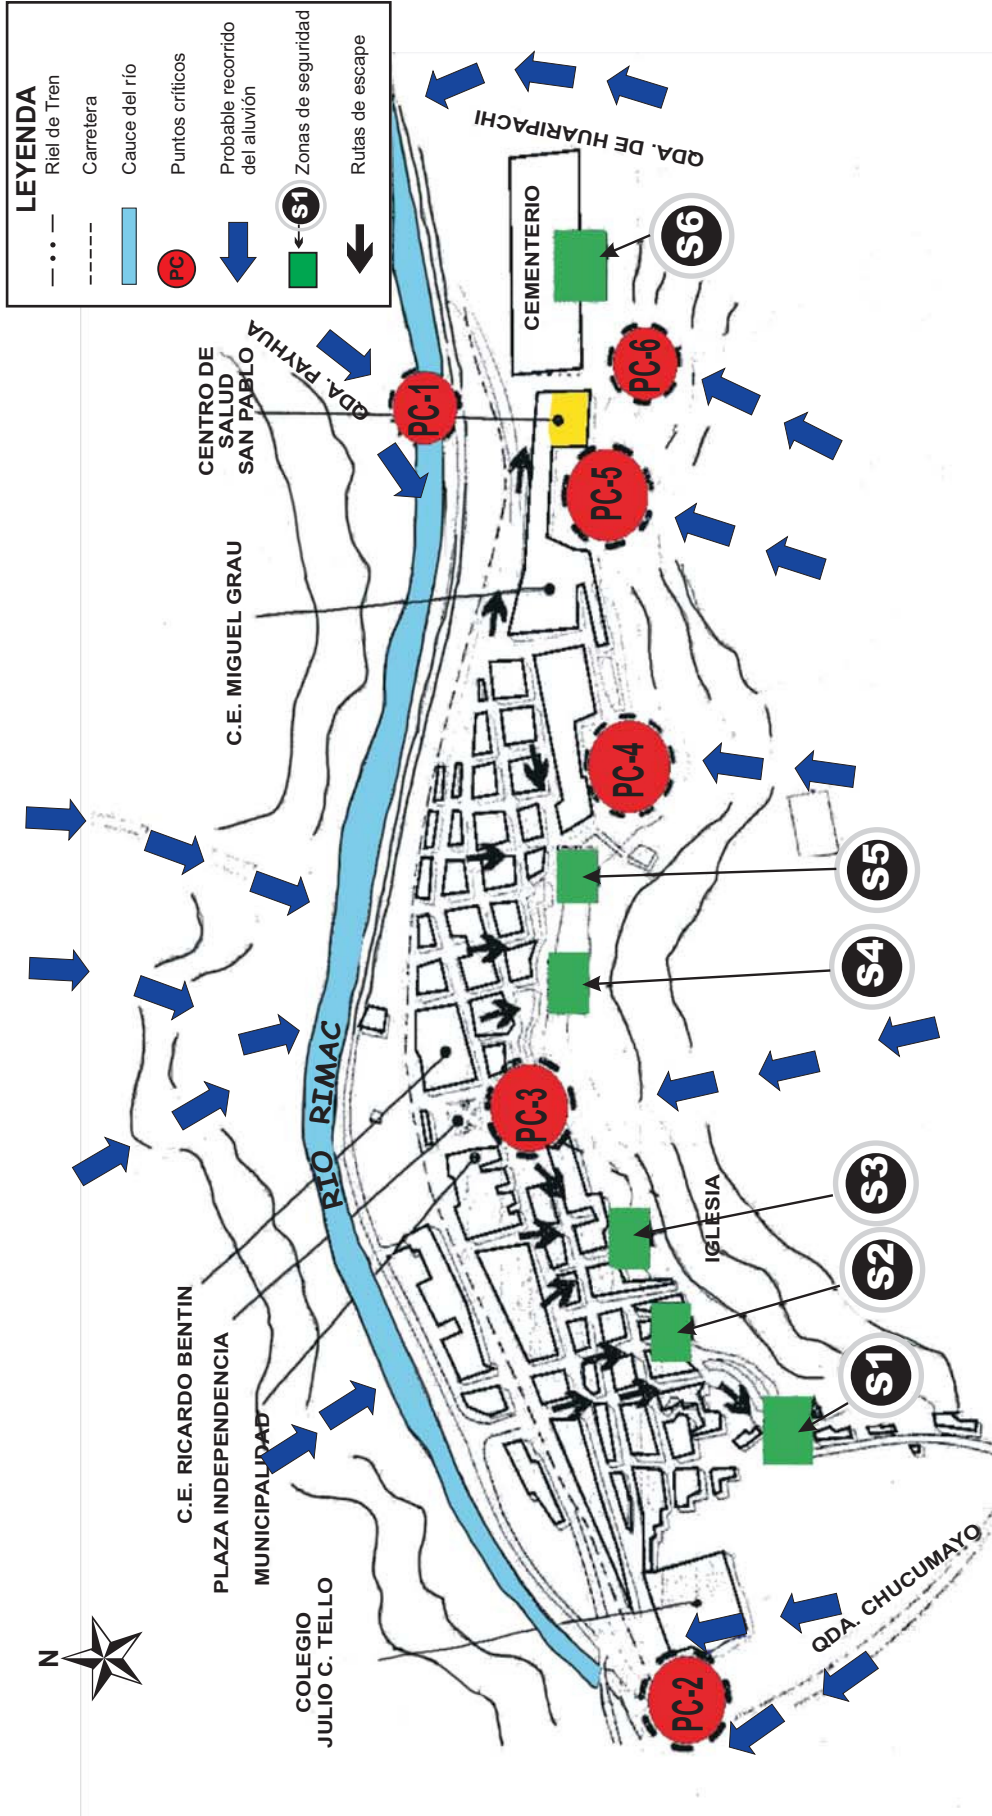 LEYENDA
Riel de Tren
Carretera
Cauce del río
PC
Puntos críticos
Probable recorrido
del aluvión
S1
Zonas de seguridad
Rutas de escape
N
COLEGIO
JULIO C. TELLO
C.E. RICARDO BENTIN
PLAZA INDEPENDENCIA
MUNICIPALIDAD
C.E. MIGUEL GRAU
CENTRO DE
SALUD
SAN PABLO
QDA. PAYHUA
RIO RIMAC
PC-1
CEMENTERIO
QDA. DE HUARIPACHI
PC-2
PC-3
PC-4
PC-5
PC-6
IGLESIA
QDA. CHUCUMAYO
S1
S2
S3
S4
S5
S6